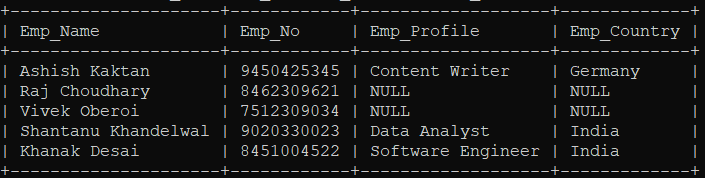 | Emp_Name | Emp_No | Emp_Profile | Emp_Country |
| Ashish Kaktan | 9450425345 | Content Writer | Germany |
| Raj Choudhary | 8462309621 | NULL | NULL |
| Vivek Oberoi | 7512309034 | NULL | NULL |
| Shantanu Khandelwal | 9020330023 | Data Analyst | India |
| Khanak Desai | 8451004522 | Software Engineer | India |